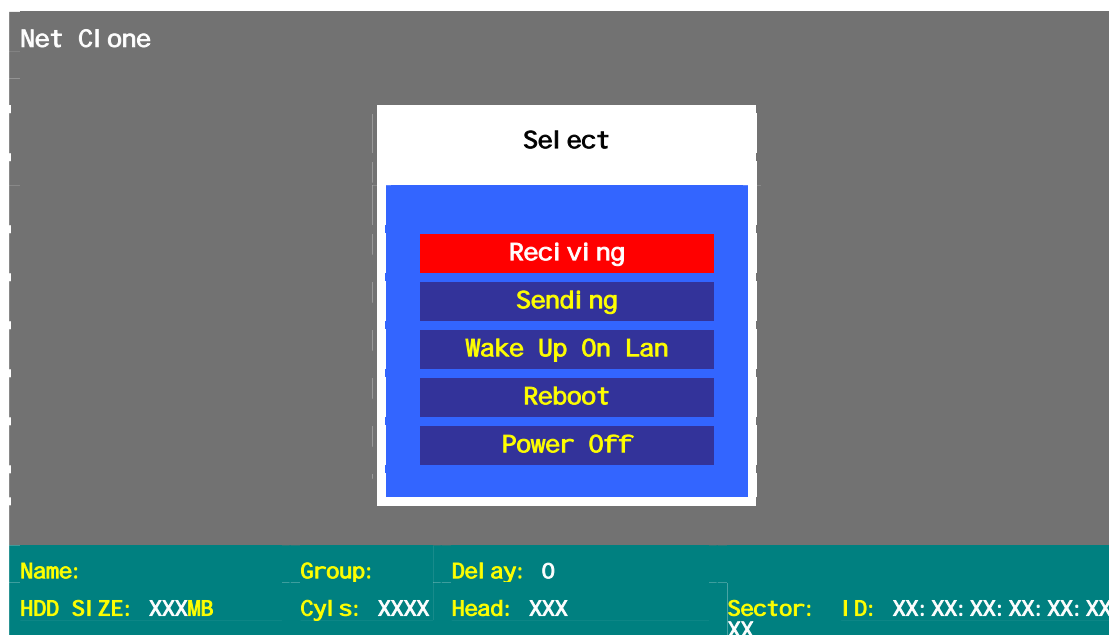 Net Clone
Select
Reciving
Sending
Wake Up On Lan
Reboot
Power Off
Name: Group: Delay: 0
HDD SIZE: XXXMB Cyls: XXXX Head: XXX Sector: ID: XX:XX:XX:XX:XX:XX
XX